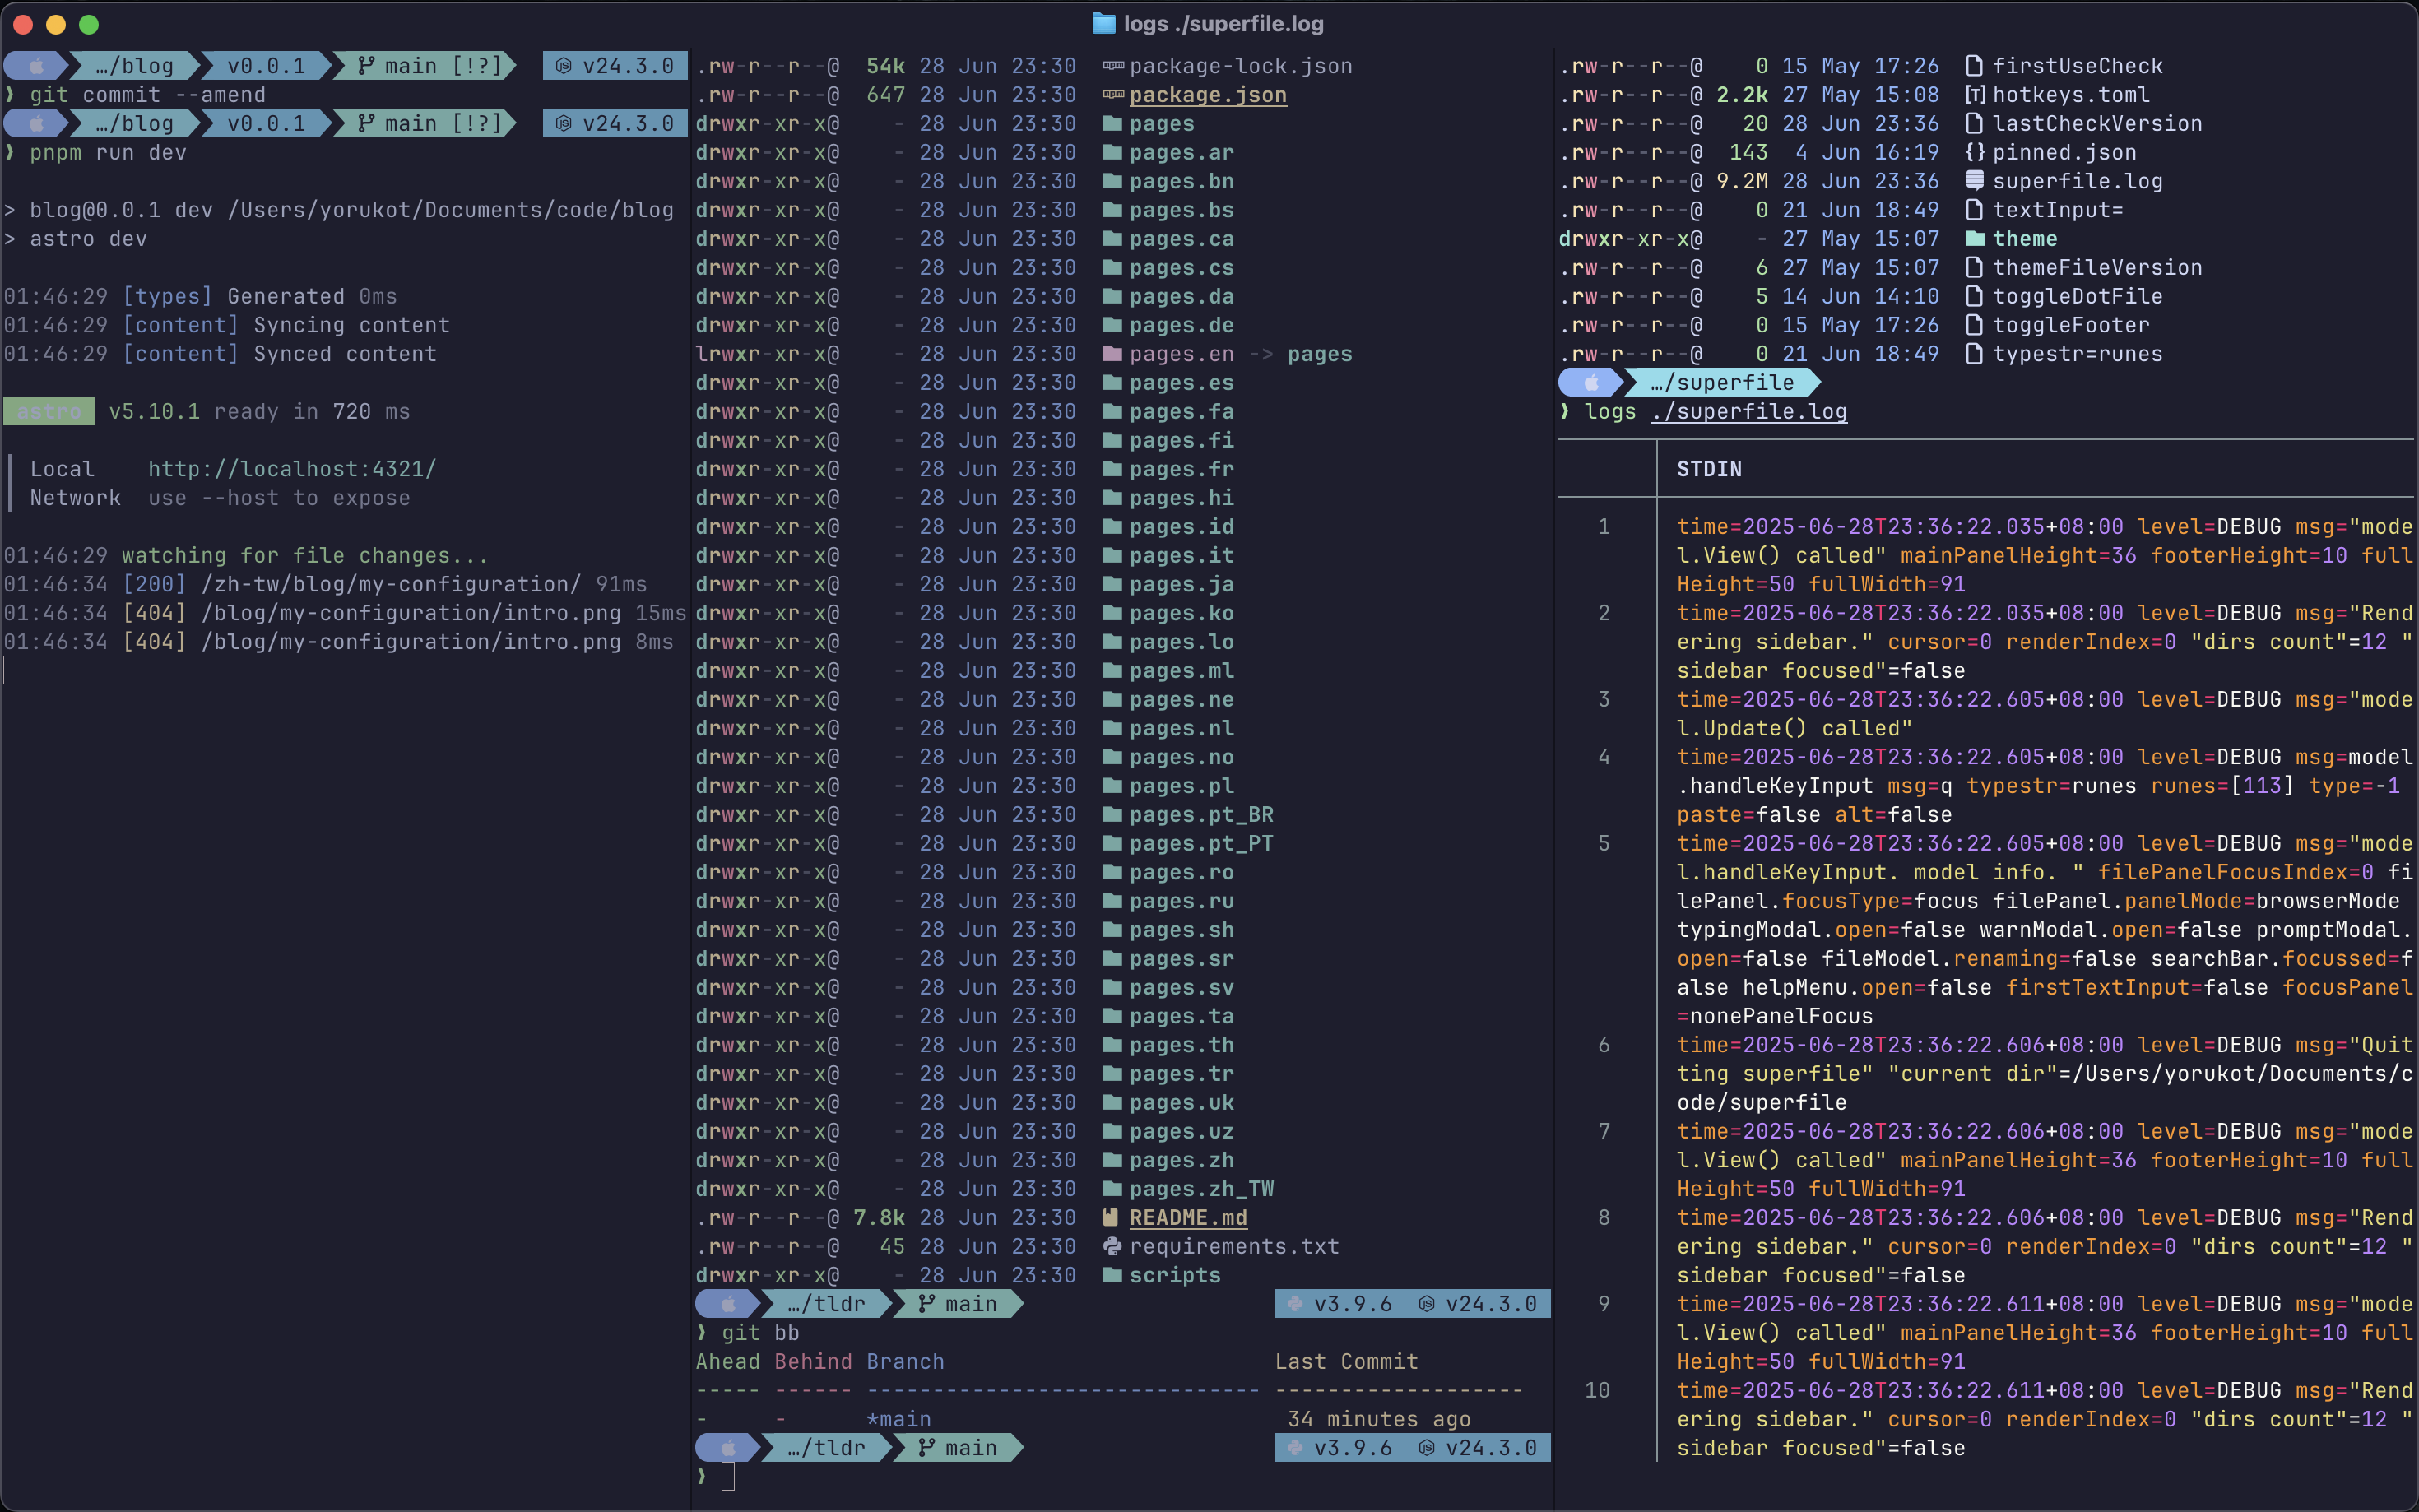 logs ./superfile.log
…/blog v0.0.1 main [!?] v24.3.0
❯ git commit --amend
…/blog v0.0.1 main [!?] v24.3.0
❯ pnpm run dev
> blog@0.0.1 dev /Users/yorukot/Documents/code/blog
> astro dev
01:46:29 [types] Generated 0ms
01:46:29 [content] Syncing content
01:46:29 [content] Synced content
astro v5.10.1 ready in 720 ms
┃ Local http://localhost:4321/
┃ Network use --host to expose
01:46:29 watching for file changes...
01:46:34 [200] /zh-tw/blog/my-configuration/ 91ms
01:46:34 [404] /blog/my-configuration/intro.png 15ms
01:46:34 [404] /blog/my-configuration/intro.png 8ms
.rw-r--r--@ 54k 28 Jun 23:30 package-lock.json
.rw-r--r--@ 647 28 Jun 23:30 package.json
drwxr-xr-x@ - 28 Jun 23:30 pages
drwxr-xr-x@ - 28 Jun 23:30 pages.ar
drwxr-xr-x@ - 28 Jun 23:30 pages.bn
drwxr-xr-x@ - 28 Jun 23:30 pages.bs
drwxr-xr-x@ - 28 Jun 23:30 pages.ca
drwxr-xr-x@ - 28 Jun 23:30 pages.cs
drwxr-xr-x@ - 28 Jun 23:30 pages.da
drwxr-xr-x@ - 28 Jun 23:30 pages.de
lrwxr-xr-x@ - 28 Jun 23:30 pages.en -> pages
drwxr-xr-x@ - 28 Jun 23:30 pages.es
drwxr-xr-x@ - 28 Jun 23:30 pages.fa
drwxr-xr-x@ - 28 Jun 23:30 pages.fi
drwxr-xr-x@ - 28 Jun 23:30 pages.fr
drwxr-xr-x@ - 28 Jun 23:30 pages.hi
drwxr-xr-x@ - 28 Jun 23:30 pages.id
drwxr-xr-x@ - 28 Jun 23:30 pages.it
drwxr-xr-x@ - 28 Jun 23:30 pages.ja
drwxr-xr-x@ - 28 Jun 23:30 pages.ko
drwxr-xr-x@ - 28 Jun 23:30 pages.lo
drwxr-xr-x@ - 28 Jun 23:30 pages.ml
drwxr-xr-x@ - 28 Jun 23:30 pages.ne
drwxr-xr-x@ - 28 Jun 23:30 pages.nl
drwxr-xr-x@ - 28 Jun 23:30 pages.no
drwxr-xr-x@ - 28 Jun 23:30 pages.pl
drwxr-xr-x@ - 28 Jun 23:30 pages.pt_BR
drwxr-xr-x@ - 28 Jun 23:30 pages.pt_PT
drwxr-xr-x@ - 28 Jun 23:30 pages.ro
drwxr-xr-x@ - 28 Jun 23:30 pages.ru
drwxr-xr-x@ - 28 Jun 23:30 pages.sh
drwxr-xr-x@ - 28 Jun 23:30 pages.sr
drwxr-xr-x@ - 28 Jun 23:30 pages.sv
drwxr-xr-x@ - 28 Jun 23:30 pages.ta
drwxr-xr-x@ - 28 Jun 23:30 pages.th
drwxr-xr-x@ - 28 Jun 23:30 pages.tr
drwxr-xr-x@ - 28 Jun 23:30 pages.uk
drwxr-xr-x@ - 28 Jun 23:30 pages.uz
drwxr-xr-x@ - 28 Jun 23:30 pages.zh
drwxr-xr-x@ - 28 Jun 23:30 pages.zh_TW
.rw-r--r--@ 7.8k 28 Jun 23:30 README.md
.rw-r--r--@ 45 28 Jun 23:30 requirements.txt
drwxr-xr-x@ - 28 Jun 23:30 scripts
…/tldr main v3.9.6 v24.3.0
❯ git bb
Ahead Behind Branch Last Commit
----- ------ ------------------------------ -------------------
- - *main 34 minutes ago
…/tldr main v3.9.6 v24.3.0
❯
.rw-r--r--@ 0 15 May 17:26 firstUseCheck
.rw-r--r--@ 2.2k 27 May 15:08 hotkeys.toml
.rw-r--r--@ 20 28 Jun 23:36 lastCheckVersion
.rw-r--r--@ 143 4 Jun 16:19 pinned.json
.rw-r--r--@ 9.2M 28 Jun 23:36 superfile.log
.rw-r--r--@ 0 21 Jun 18:49 textInput=
drwxr-xr-x@ - 27 May 15:07 theme
.rw-r--r--@ 6 27 May 15:07 themeFileVersion
.rw-r--r--@ 5 14 Jun 14:10 toggleDotFile
.rw-r--r--@ 0 15 May 17:26 toggleFooter
.rw-r--r--@ 0 21 Jun 18:49 typestr=runes
…/superfile
❯ logs ./superfile.log
STDIN
1 time=2025-06-28T23:36:22.035+08:00 level=DEBUG msg="mode
l.View() called" mainPanelHeight=36 footerHeight=10 full
Height=50 fullWidth=91
2 time=2025-06-28T23:36:22.035+08:00 level=DEBUG msg="Rend
ering sidebar." cursor=0 renderIndex=0 "dirs count"=12 "
sidebar focused"=false
3 time=2025-06-28T23:36:22.605+08:00 level=DEBUG msg="mode
l.Update() called"
4 time=2025-06-28T23:36:22.605+08:00 level=DEBUG msg=model
.handleKeyInput msg=q typestr=runes runes=[113] type=-1
paste=false alt=false
5 time=2025-06-28T23:36:22.605+08:00 level=DEBUG msg="mode
l.handleKeyInput. model info. " filePanelFocusIndex=0 fi
lePanel.focusType=focus filePanel.panelMode=browserMode
typingModal.open=false warnModal.open=false promptModal.
open=false fileModel.renaming=false searchBar.focussed=f
alse helpMenu.open=false firstTextInput=false focusPanel
=nonePanelFocus
6 time=2025-06-28T23:36:22.606+08:00 level=DEBUG msg="Quit
ting superfile" "current dir"=/Users/yorukot/Documents/c
ode/superfile
7 time=2025-06-28T23:36:22.606+08:00 level=DEBUG msg="mode
l.View() called" mainPanelHeight=36 footerHeight=10 full
Height=50 fullWidth=91
8 time=2025-06-28T23:36:22.606+08:00 level=DEBUG msg="Rend
ering sidebar." cursor=0 renderIndex=0 "dirs count"=12 "
sidebar focused"=false
9 time=2025-06-28T23:36:22.611+08:00 level=DEBUG msg="mode
l.View() called" mainPanelHeight=36 footerHeight=10 full
Height=50 fullWidth=91
10 time=2025-06-28T23:36:22.611+08:00 level=DEBUG msg="Rend
ering sidebar." cursor=0 renderIndex=0 "dirs count"=12 "
sidebar focused"=false